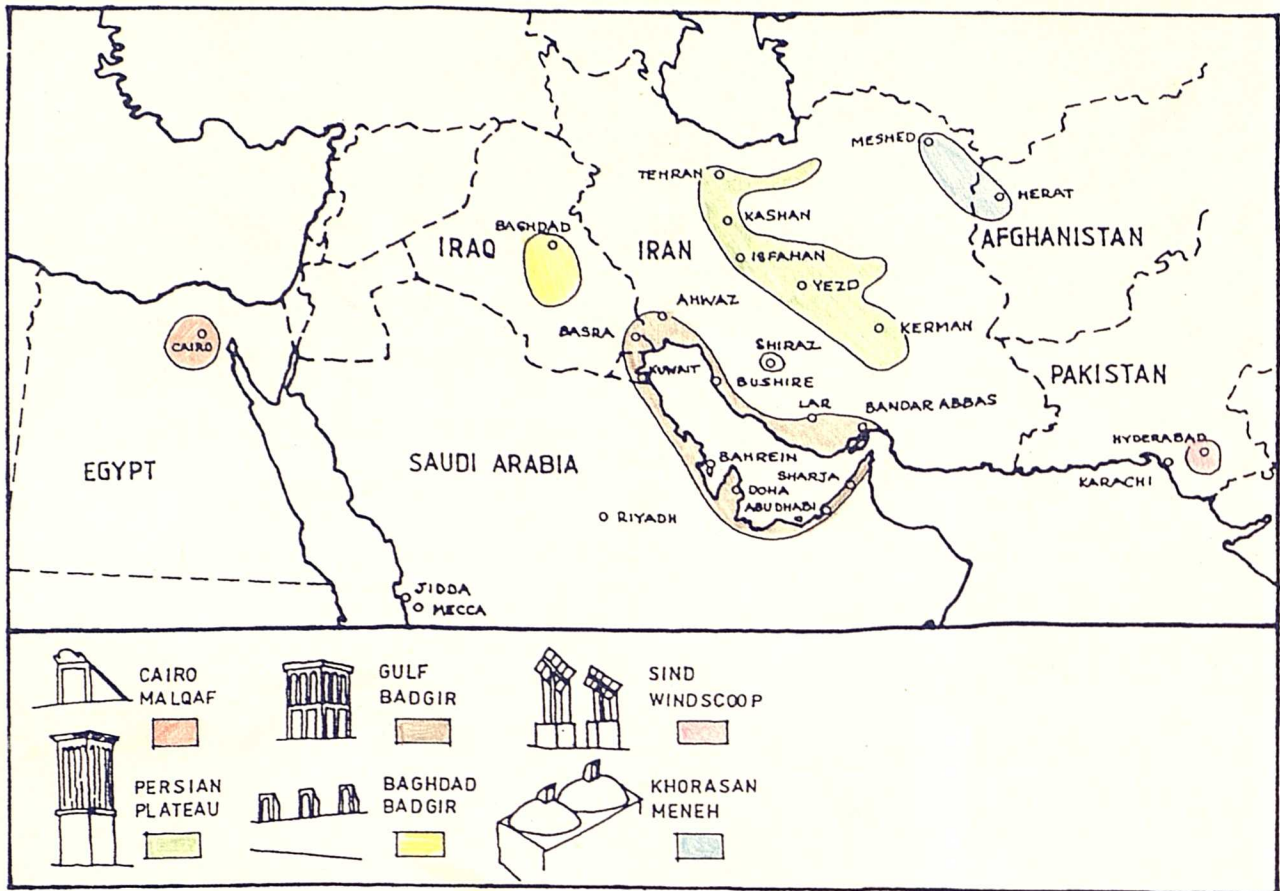 MESHED
TEHRAN
HERAT
KASHAN
BAGHDAD
IRAQ
IRAN
AFGHANISTAN
ISFAHAN
YEZD
AHWAZ
KERMAN
BASRA
CAIRO
SHIRAZ
KUWAIT
BUSHIRE
PAKISTAN
LAR
BANDAR ABBAS
HYDERABAD
EGYPT
SAUDI ARABIA
BAHREIN
SHARJA
KARACHI
DOHA
ABUDHABI
RIYADH
JIDDA
MECCA
CAIRO
MALQAF
GULF
BADGIR
SIND
WINDSCOOP
PERSIAN
PLATEAU
BAGHDAD
BADGIR
KHORASAN
MENEH